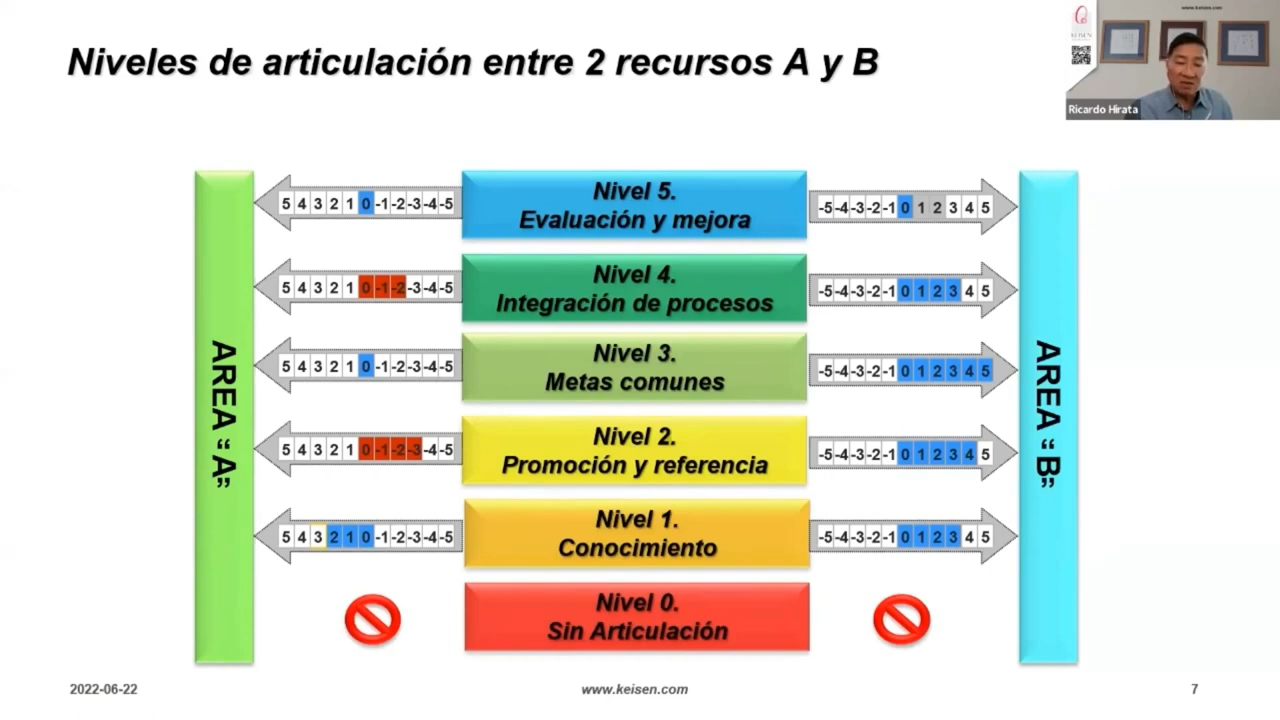 Niveles de articulación entre 2 recursos A y B
www.keisen.com
KEISEN
Ricardo Hirata
AREA “A”
AREA “B”
5 4 3 2 1 0 -1 -2 -3 -4 -5
Nivel 5.
Evaluación y mejora
-5 -4 -3 -2 -1 0 1 2 3 4 5
5 4 3 2 1 0 -1 -2 -3 -4 -5
Nivel 4.
Integración de procesos
-5 -4 -3 -2 -1 0 1 2 3 4 5
5 4 3 2 1 0 -1 -2 -3 -4 -5
Nivel 3.
Metas comunes
-5 -4 -3 -2 -1 0 1 2 3 4 5
5 4 3 2 1 0 -1 -2 -3 -4 -5
Nivel 2.
Promoción y referencia
-5 -4 -3 -2 -1 0 1 2 3 4 5
5 4 3 2 1 0 -1 -2 -3 -4 -5
Nivel 1.
Conocimiento
-5 -4 -3 -2 -1 0 1 2 3 4 5
Nivel 0.
Sin Articulación
2022-06-22
www.keisen.com
7